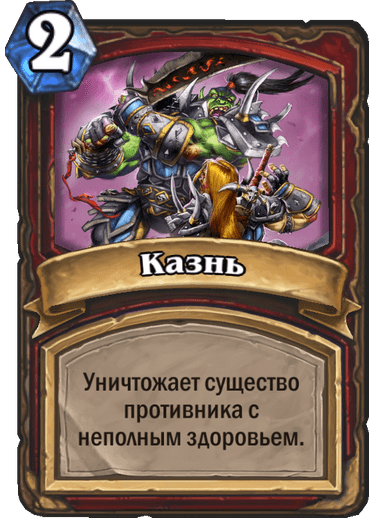 2
Казнь
Уничтожает существо
противника с
неполным здоровьем.